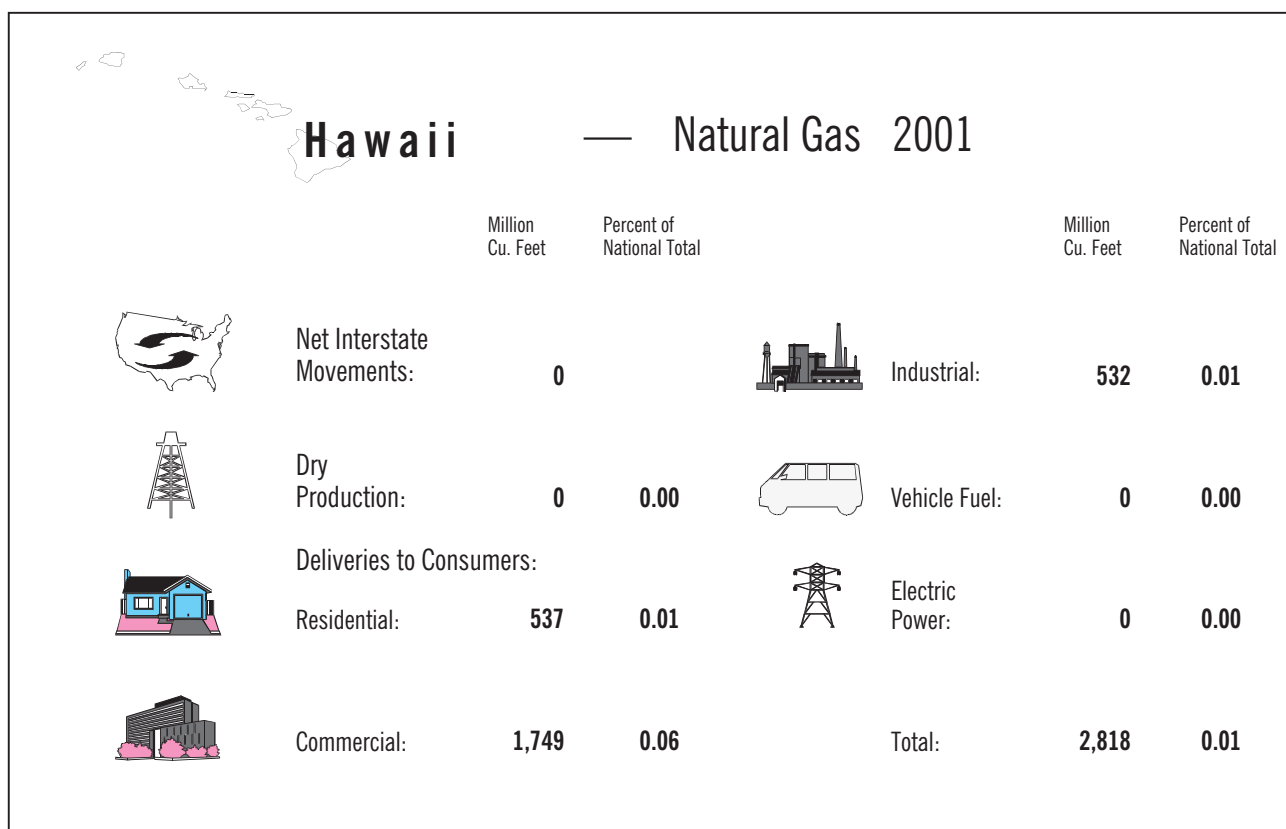 Hawaii — Natural Gas 2001
Million
Cu. Feet
Percent of
National Total
Million
Cu. Feet
Percent of
National Total
Net Interstate
Movements: 0
Industrial: 532 0.01
Dry
Production: 0 0.00
Vehicle Fuel: 0 0.00
Deliveries to Consumers:
Residential: 537 0.01
Electric
Power: 0 0.00
Commercial: 1,749 0.06
Total: 2,818 0.01